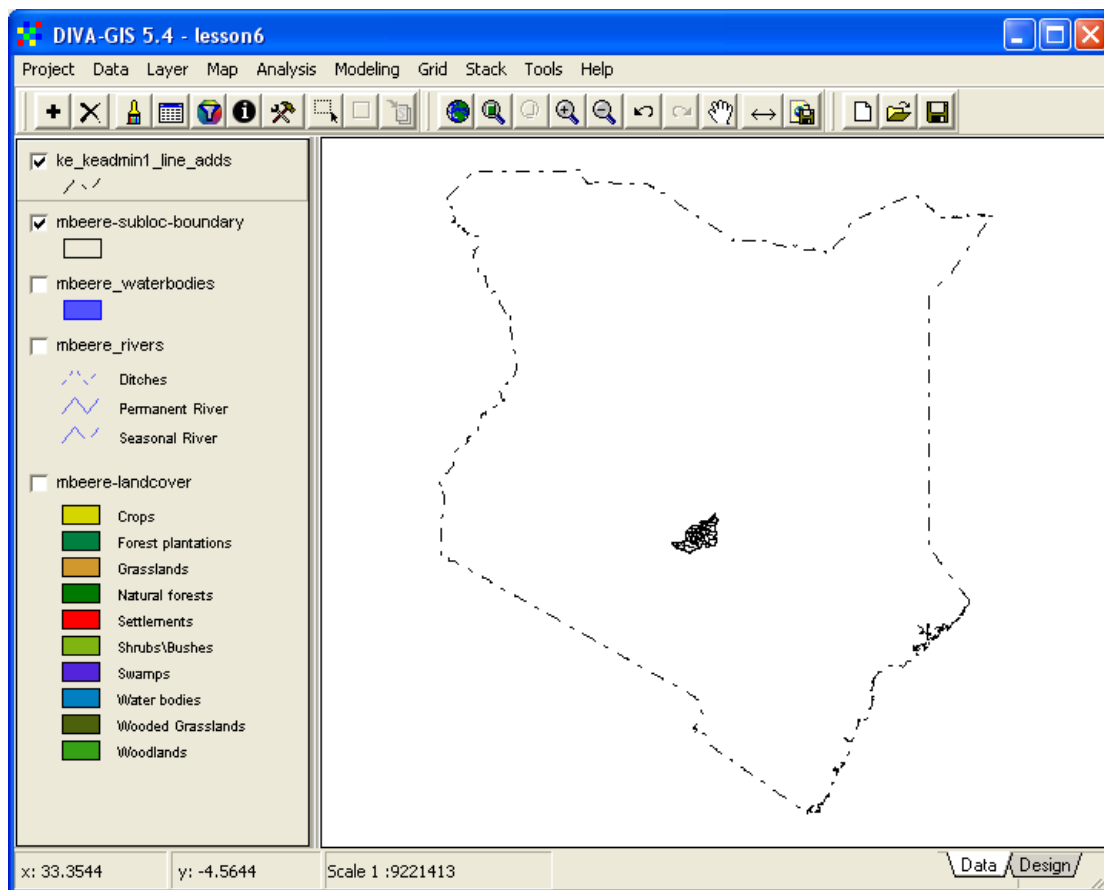 DIVA-GIS 5.4 - lesson6
Project Data Layer Map Analysis Modeling Grid Stack Tools Help
ke_keadmin1_line_adds
mbeere-subloc-boundary
mbeere_waterbodies
mbeere_rivers
Ditches
Permanent River
Seasonal River
mbeere-landcover
Crops
Forest plantations
Grasslands
Natural forests
Settlements
Shrubs\Bushes
Swamps
Water bodies
Wooded Grasslands
Woodlands
x: 33.3544 y: -4.5644 Scale 1 :9221413 Data Design